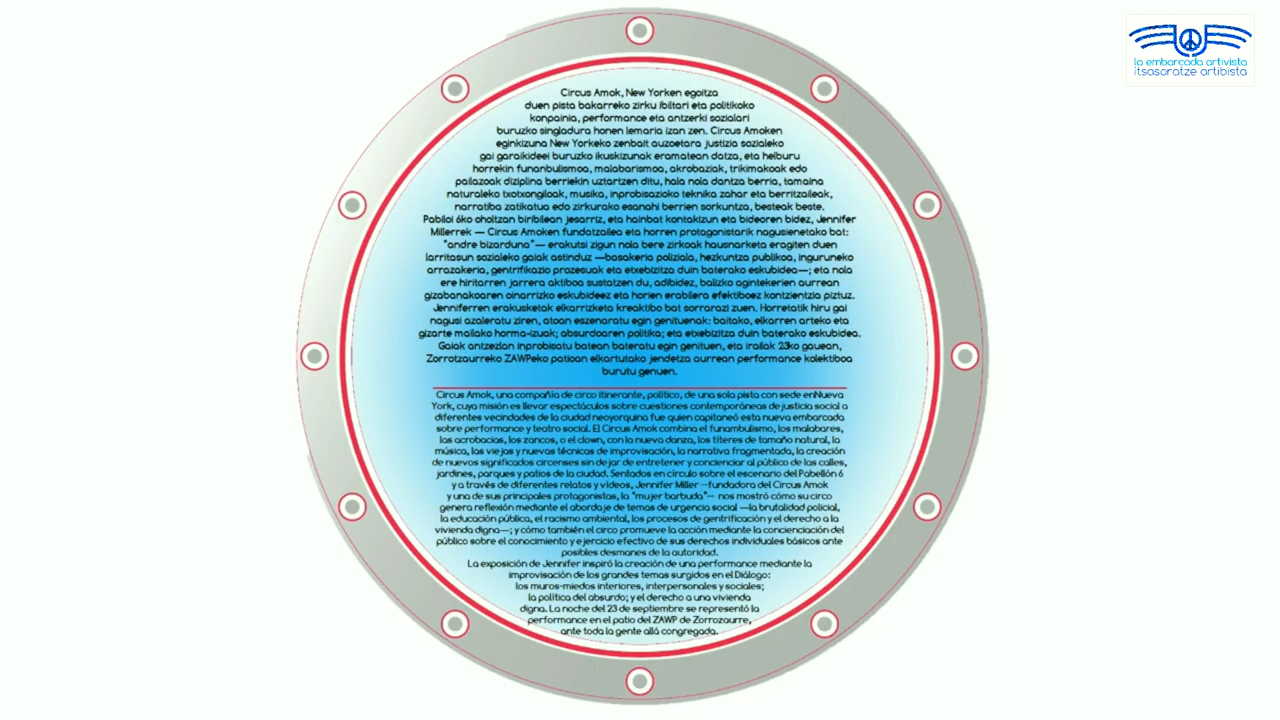 la embarcada artivista
itsasoratze artibista
Circus Amok, New Yorken egoitza
duen pista bakarreko zirku ibiltari eta politikoko
konpainia, performance eta antzerki sozialari
buruzko singladura honen lemaria izan zen. Circus Amoken
eginkizuna New Yorkeko zenbait auzoetara justizia sozialeko
gai garaikideei buruzko ikuskizunak eramatean datza, eta helburu
horrekin funanbulismoa, malabarismoa, akrobaziak, trikimakoak edo
pailazoak diziplina berriekin uztartzen ditu, hala nola dantza berria, tamaina
naturaleko txotxongiloak, musika, inprobisazioko teknika zahar eta berritzaileak,
narratiba zatikatua edo zirkurako esanahi berrien sorkuntza, besteak beste.
Pabiloi 6ko oholtzan biribilean jesarriz, eta hainbat kontakizun eta bideoren bidez, Jennifer
Millerrek — Circus Amoken fundatzailea eta horren protagonistarik nagusienetako bat:
"andre bizarduna"— erakutsi zigun nola bere zirkoak hausnarketa eragiten duen
larritasun sozialeko gaiak astinduz —basakeria poliziala, hezkuntza publikoa, inguruneko
arrazakeria, gentrifikazio prozesuak eta etxebizitza duin baterako eskubidea—; eta nola
ere hiritarren jarrera aktiboa sustatzen du, adibidez, balizko agintekerien aurrean
gizabanakoaren oinarrizko eskubideez eta horien erabilera efektiboez kontzientzia piztuz.
Jenniferren erakusketak elkarrizketa kreaktibo bat sorrarazi zuen. Horretatik hiru gai
nagusi azaleratu ziren, atoan eszenaratu egin genituenak: baitako, elkarren arteko eta
gizarte mailako horma-izuak; absurdoaren politika; eta etxebizitza duin baterako eskubidea.
Gaiak antzezlan inprobisatu batean bateratu egin genituen, eta irailak 23ko gauean,
Zorrotzaurreko ZAWPeko patioan elkartutako jendetza aurrean performance kolektiboa
burutu genuen.
Circus Amok, una compañía de circo itinerante, político, de una sola pista con sede enNueva
York, cuya misión es llevar espectáculos sobre cuestiones contemporáneas de justicia social a
diferentes vecindades de la ciudad neoyorquina fue quien capitaneó esta nueva embarcada
sobre performance y teatro social. El Circus Amok combina el funambulismo, los malabares,
las acrobacias, los zancos, o el clown, con la nueva danza, los títeres de tamaño natural, la
música, las viejas y nuevas técnicas de improvisación, la narrativa fragmentada, la creación
de nuevos significados circenses sin dejar de entretener y concienciar al público de las calles,
jardines, parques y patios de la ciudad. Sentados en círculo sobre el escenario del Pabellón 6
y a través de diferentes relatos y vídeos, Jennifer Miller —fundadora del Circus Amok
y una de sus principales protagonistas, la "mujer barbuda"— nos mostró cómo su circo
genera reflexión mediante el abordaje de temas de urgencia social —la brutalidad policial,
la educación pública, el racismo ambiental, los procesos de gentrificación y el derecho a la
vivienda digna—; y cómo también el circo promueve la acción mediante la concienciación del
público sobre el conocimiento y ejercicio efectivo de sus derechos individuales básicos ante
posibles desmanes de la autoridad.
La exposición de Jennifer inspiró la creación de una performance mediante la
improvisación de los grandes temas surgidos en el Diálogo:
los muros-miedos interiores, interpersonales y sociales;
la política del absurdo; y el derecho a una vivienda
digna. La noche del 23 de septiembre se representó la
performance en el patio del ZAWP de Zorrozaurre,
ante toda la gente allá congregada.